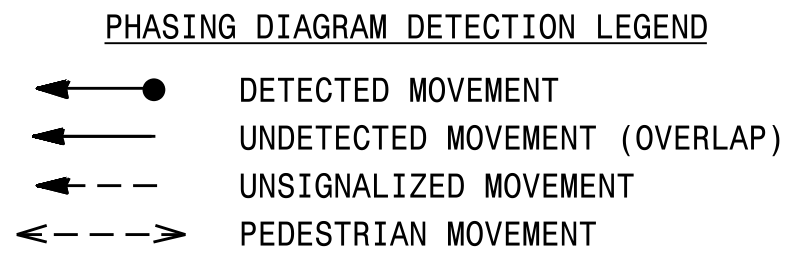 PHASING DIAGRAM DETECTION LEGEND
DETECTED MOVEMENT
UNDETECTED MOVEMENT (OVERLAP)
UNSIGNALIZED MOVEMENT
PEDESTRIAN MOVEMENT